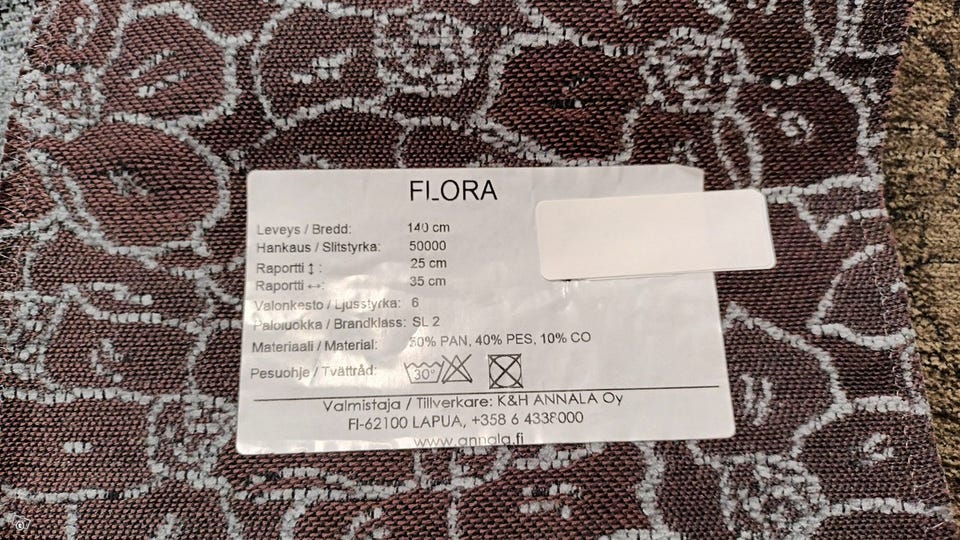 FLORA
Leveys / Bredd: 140 cm
Hankaus / Slitstyrka: 50000
Raportti ↕: 25 cm
Raportti ↔: 35 cm
Valonkesto / Ljusstyrka: 6
Paloluokka / Brandklass: SL 2
Materiaali / Material: 50% PAN, 40% PES, 10% CO
Pesuohje / Tvättråd: 30°
Valmistaja / Tillverkare: K&H ANNALA Oy
FI-62100 LAPUA, +358 6 4338000
www.annala.fi